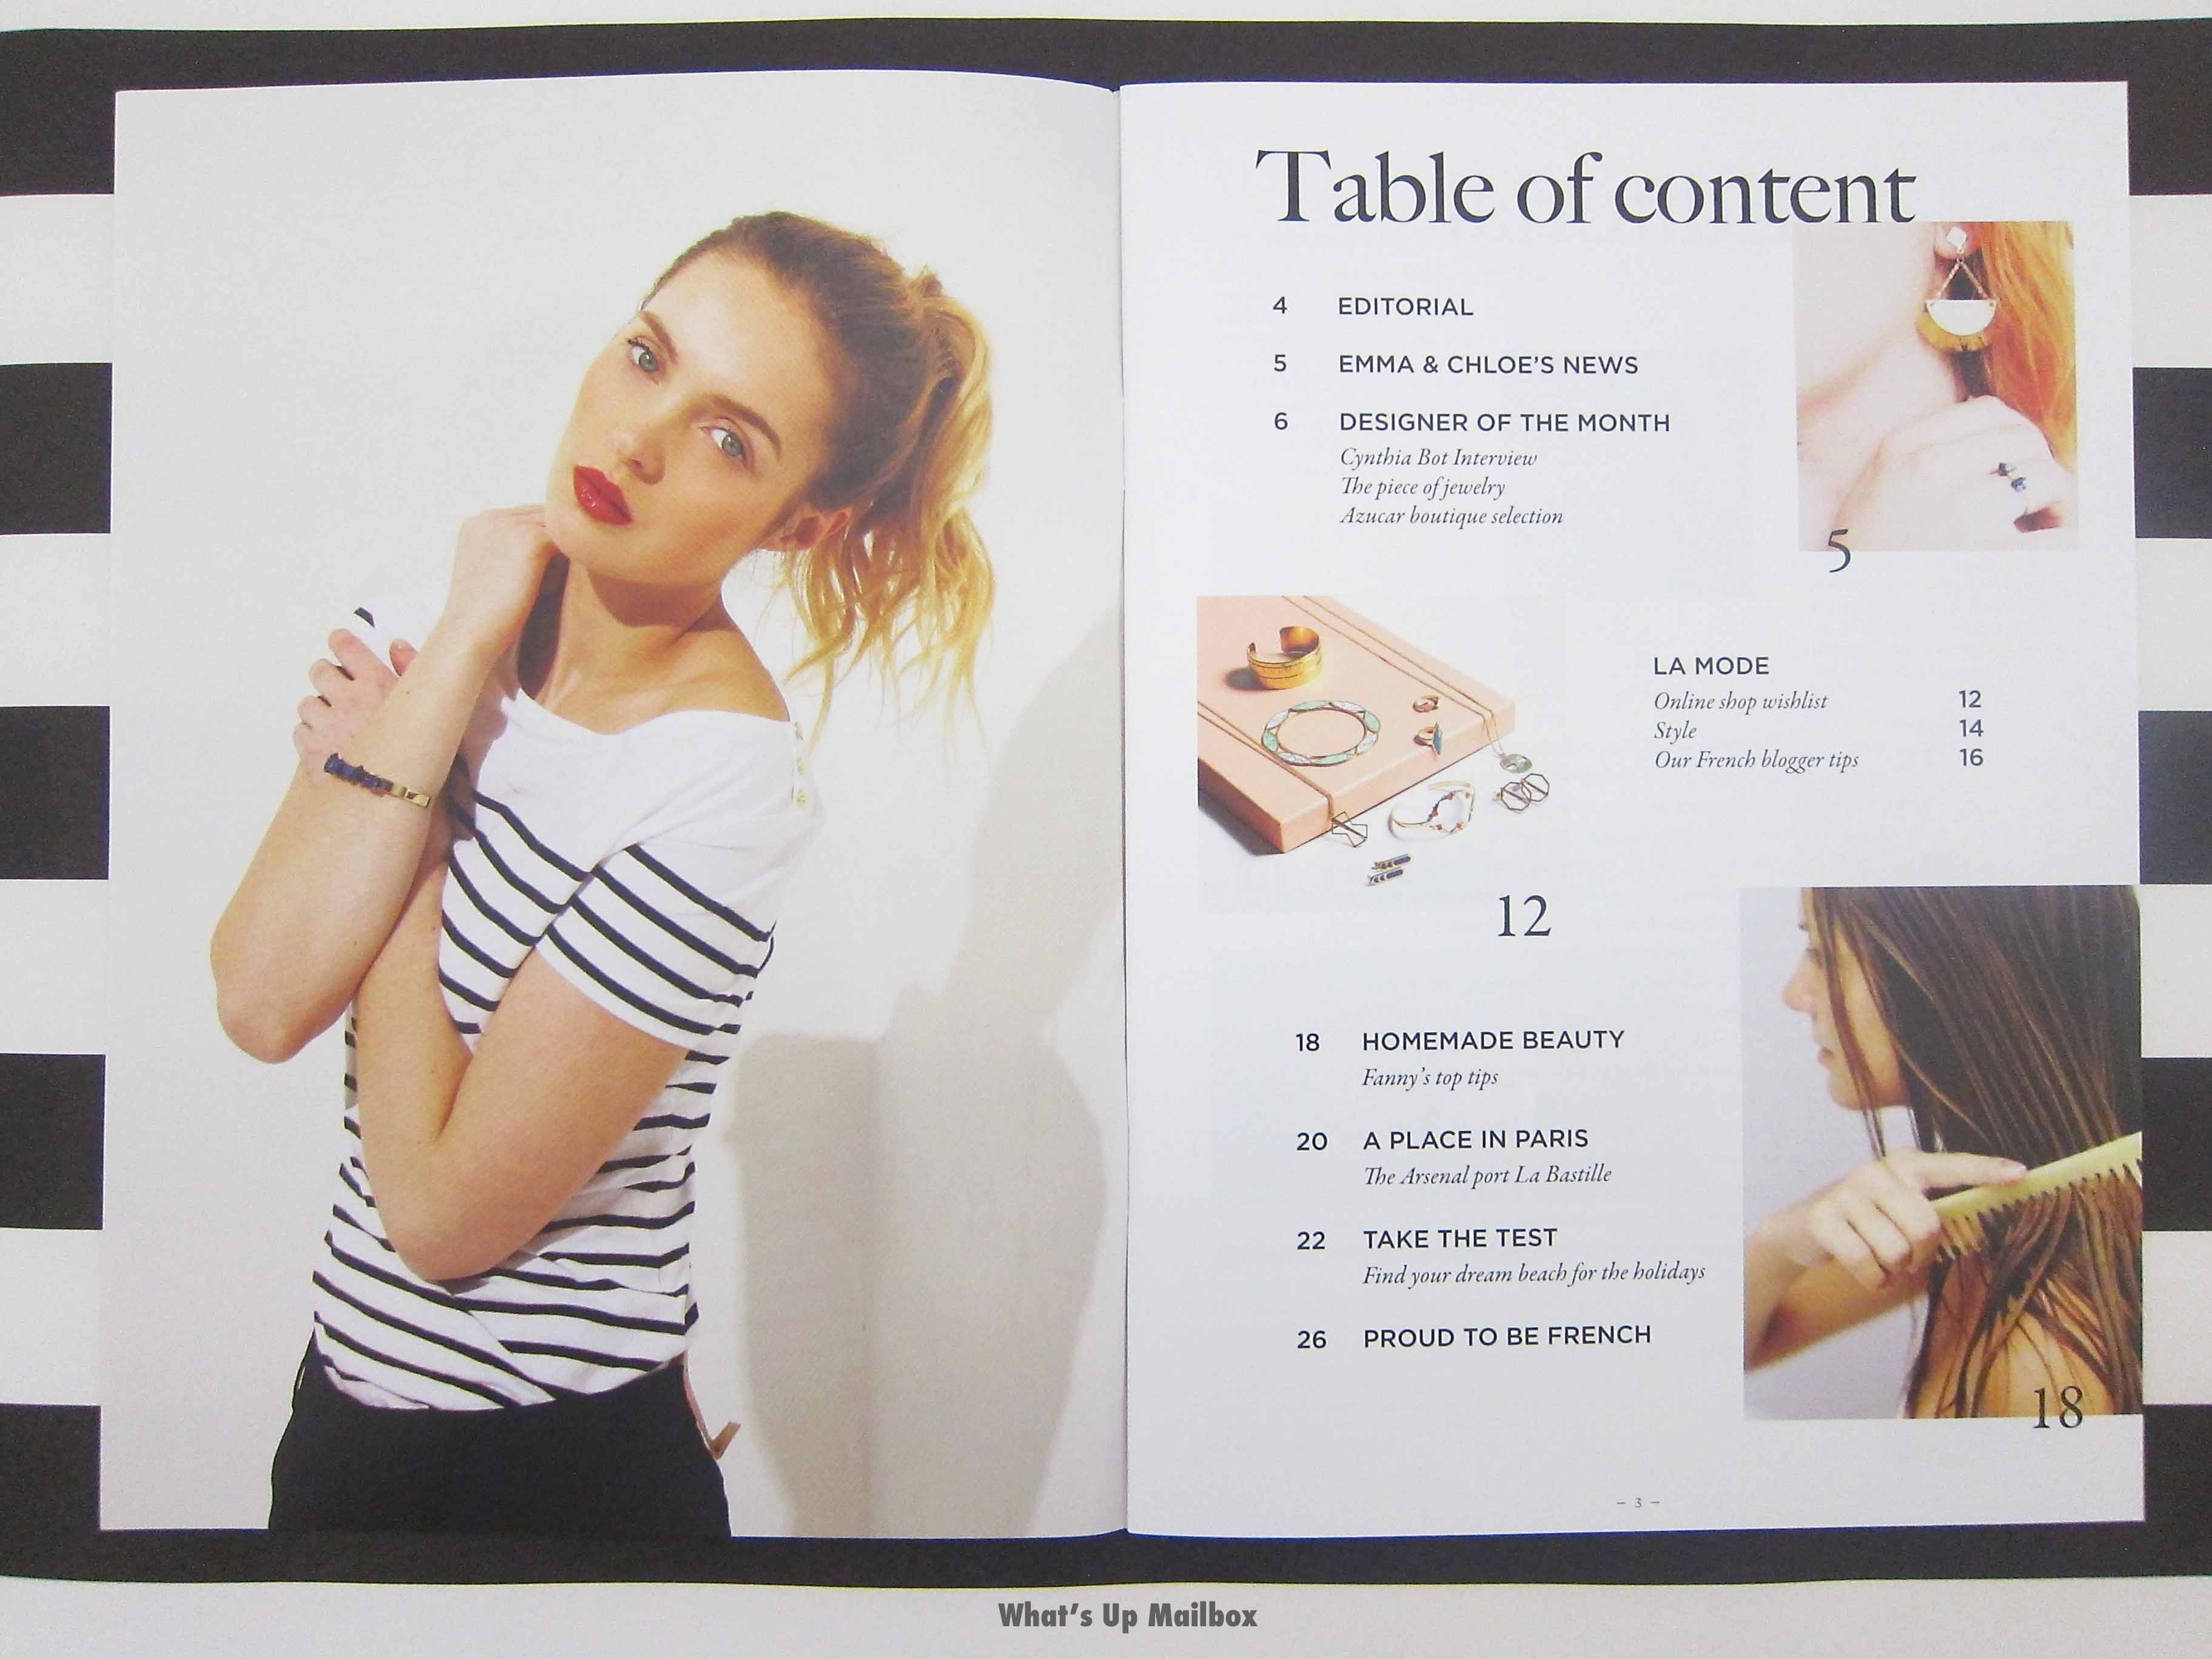 Table of content
4 EDITORIAL
5 EMMA & CHLOE'S NEWS
6 DESIGNER OF THE MONTH
Cynthia Bot Interview
The piece of jewelry
Azucar boutique selection
5
LA MODE
Online shop wishlist 12
Style 14
Our French blogger tips 16
12
18 HOMEMADE BEAUTY
Fanny's top tips
20 A PLACE IN PARIS
The Arsenal port La Bastille
22 TAKE THE TEST
Find your dream beach for the holidays
26 PROUD TO BE FRENCH
18
– 3 –
What's Up Mailbox